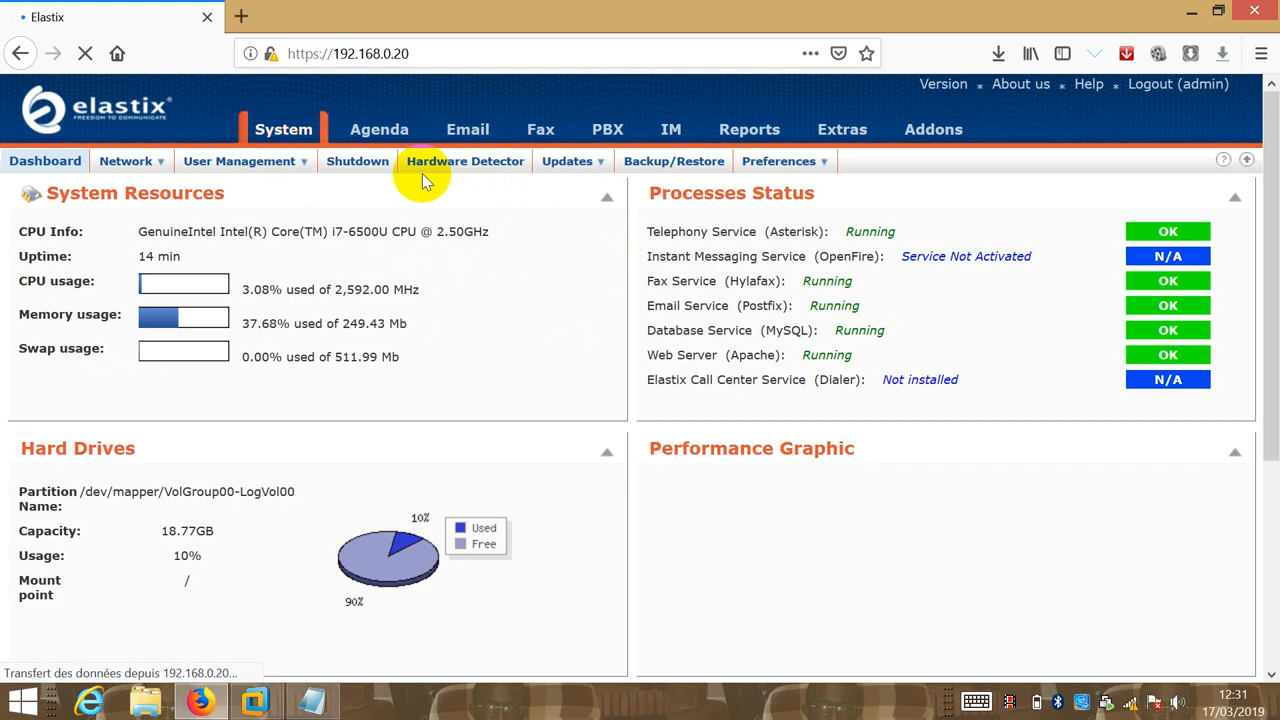 Elastix
https://192.168.0.20
Version * About us * Help * Logout (admin)
elastix
FREEDOM TO COMMUNICATE
System Agenda Email Fax PBX IM Reports Extras Addons
Dashboard Network User Management Shutdown Hardware Detector Updates Backup/Restore Preferences
System Resources
CPU Info: GenuineIntel Intel(R) Core(TM) i7-6500U CPU @ 2.50GHz
Uptime: 14 min
CPU usage: 3.08% used of 2,592.00 MHz
Memory usage: 37.68% used of 249.43 Mb
Swap usage: 0.00% used of 511.99 Mb
Processes Status
Telephony Service (Asterisk): Running OK
Instant Messaging Service (OpenFire): Service Not Activated N/A
Fax Service (Hylafax): Running OK
Email Service (Postfix): Running OK
Database Service (MySQL): Running OK
Web Server (Apache): Running OK
Elastix Call Center Service (Dialer): Not installed N/A
Hard Drives
Partition /dev/mapper/VolGroup00-LogVol00
Name:
Capacity: 18.77GB
Usage: 10%
Mount /
point
10%
Used
Free
90%
Performance Graphic
Transfert des données depuis 192.168.0.20...
12:31
17/03/2019